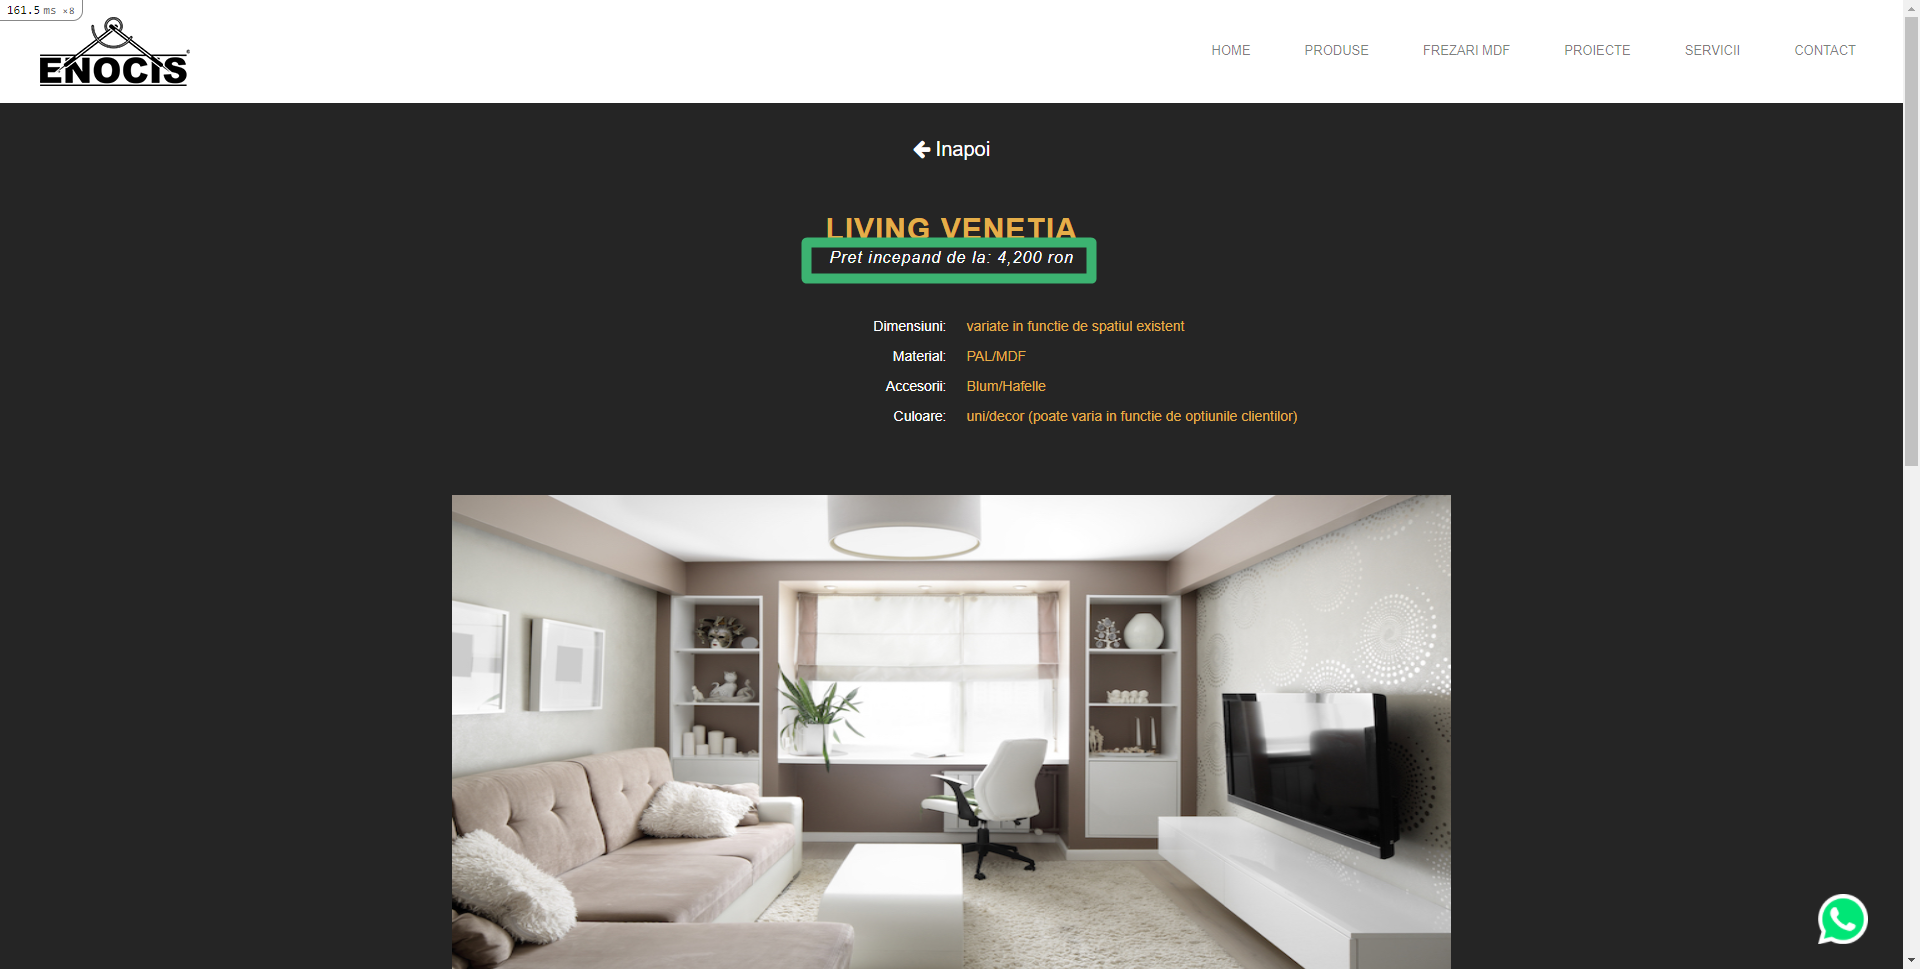 161.5 ms ×8
ENOCIS®
HOME PRODUSE FREZARI MDF PROIECTE SERVICII CONTACT
Inapoi
LIVING VENETIA
Pret incepand de la: 4,200 ron
Dimensiuni: variate in functie de spatiul existent
Material: PAL/MDF
Accesorii: Blum/Hafelle
Culoare: uni/decor (poate varia in functie de optiunile clientilor)